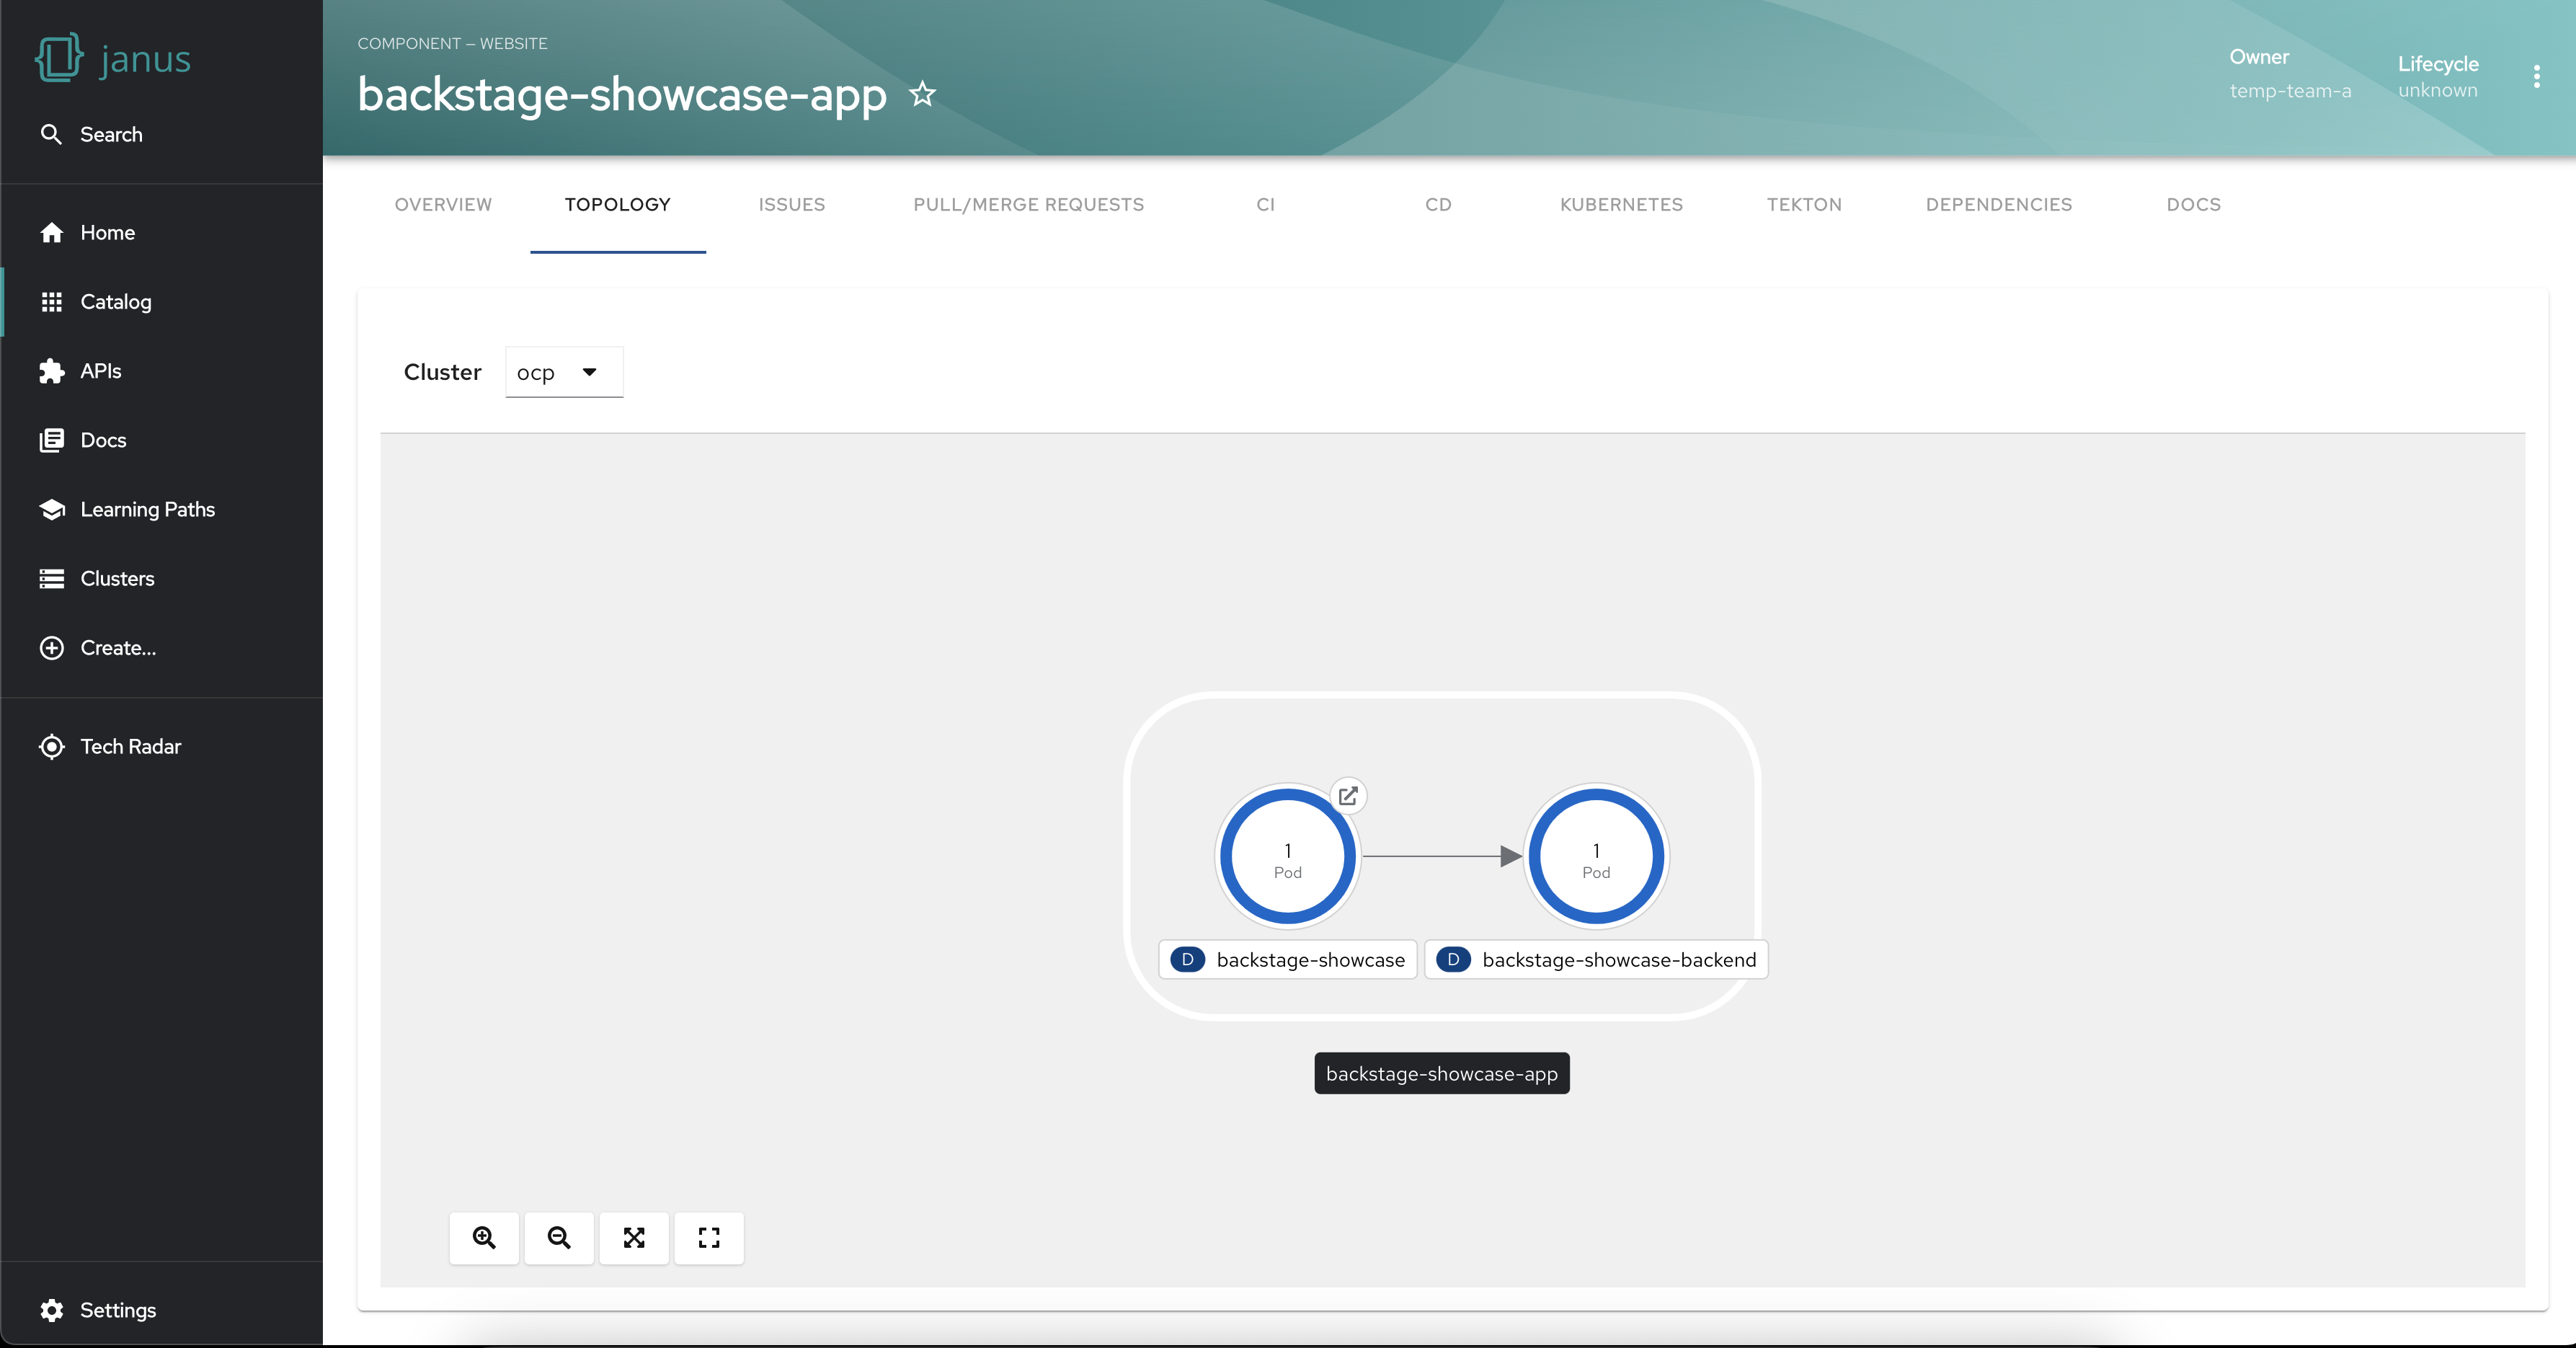 janus
Search
Home
Catalog
APIs
Docs
Learning Paths
Clusters
Create...
Tech Radar
Settings
COMPONENT — WEBSITE
backstage-showcase-app
Owner
temp-team-a
Lifecycle
unknown
OVERVIEW TOPOLOGY ISSUES PULL/MERGE REQUESTS CI CD KUBERNETES TEKTON DEPENDENCIES DOCS
Cluster ocp
1
Pod
1
Pod
D backstage-showcase
D backstage-showcase-backend
backstage-showcase-app